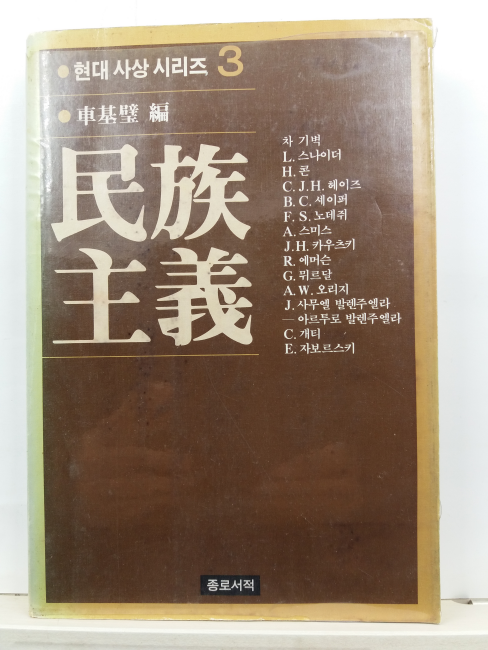 현대 사상 시리즈 3
車基璧 編
民族
主義
차 기벽
L. 스나이더
H. 콘
C. J. H. 헤이즈
B. C. 셰이퍼
F. S. 노데쥐
A. 스미스
J. H. 카우츠키
R. 에머슨
G. 뮈르달
A. W. 오리지
J. 사무엘 발렌주엘라
─ 아르투로 발렌주엘라
C. 개티
E. 자보르스키
종로서적